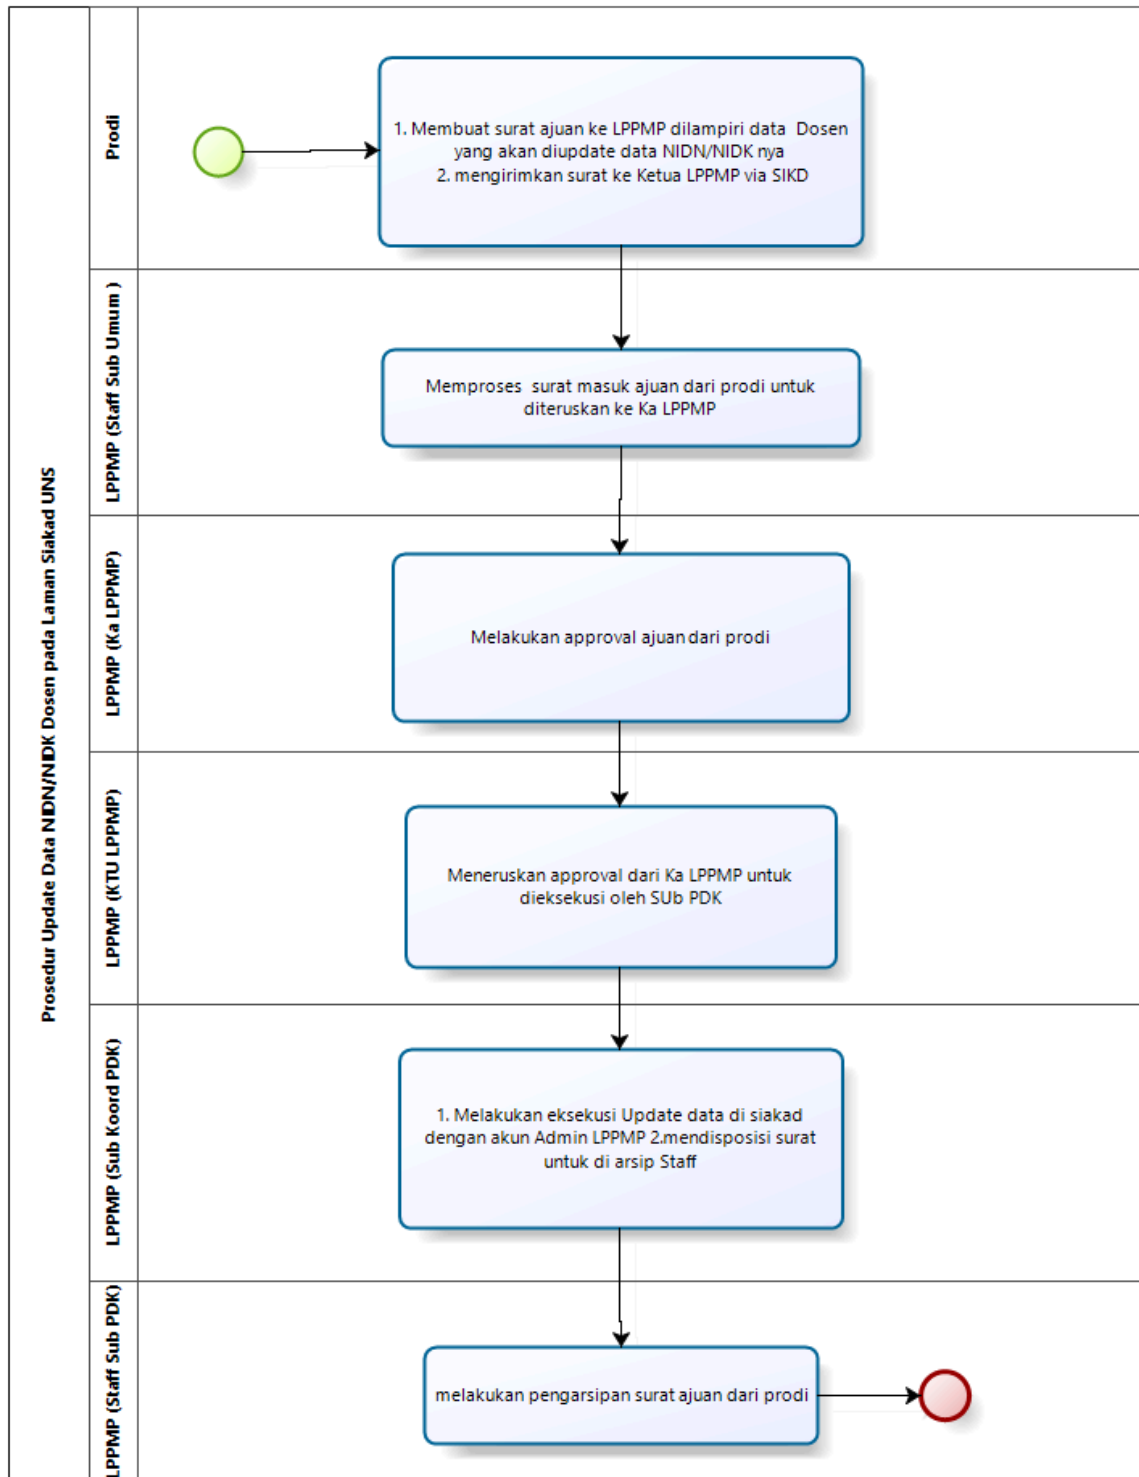 Prosedur Update Data NIDN/NIDK Dosen pada Laman Siakad UNS
Prodi
1. Membuat surat ajuan ke LPPMP dilampiri data  Dosen
yang akan diupdate data NIDN/NIDK nya
2. mengirimkan surat ke Ketua LPPMP via SIKD
LPPMP (Staff Sub Umum )
Memproses  surat masuk ajuan dari prodi untuk
diteruskan ke Ka LPPMP
LPPMP (Ka LPPMP)
Melakukan approval ajuan dari prodi
LPPMP (KTU LPPMP)
Meneruskan approval dari Ka LPPMP untuk
dieksekusi oleh SUb PDK
LPPMP (Sub Koord PDK)
1. Melakukan eksekusi Update data di siakad
dengan akun Admin LPPMP 2.mendisposisi surat
untuk di arsip Staff
LPPMP (Staff Sub PDK)
melakukan pengarsipan surat ajuan dari prodi